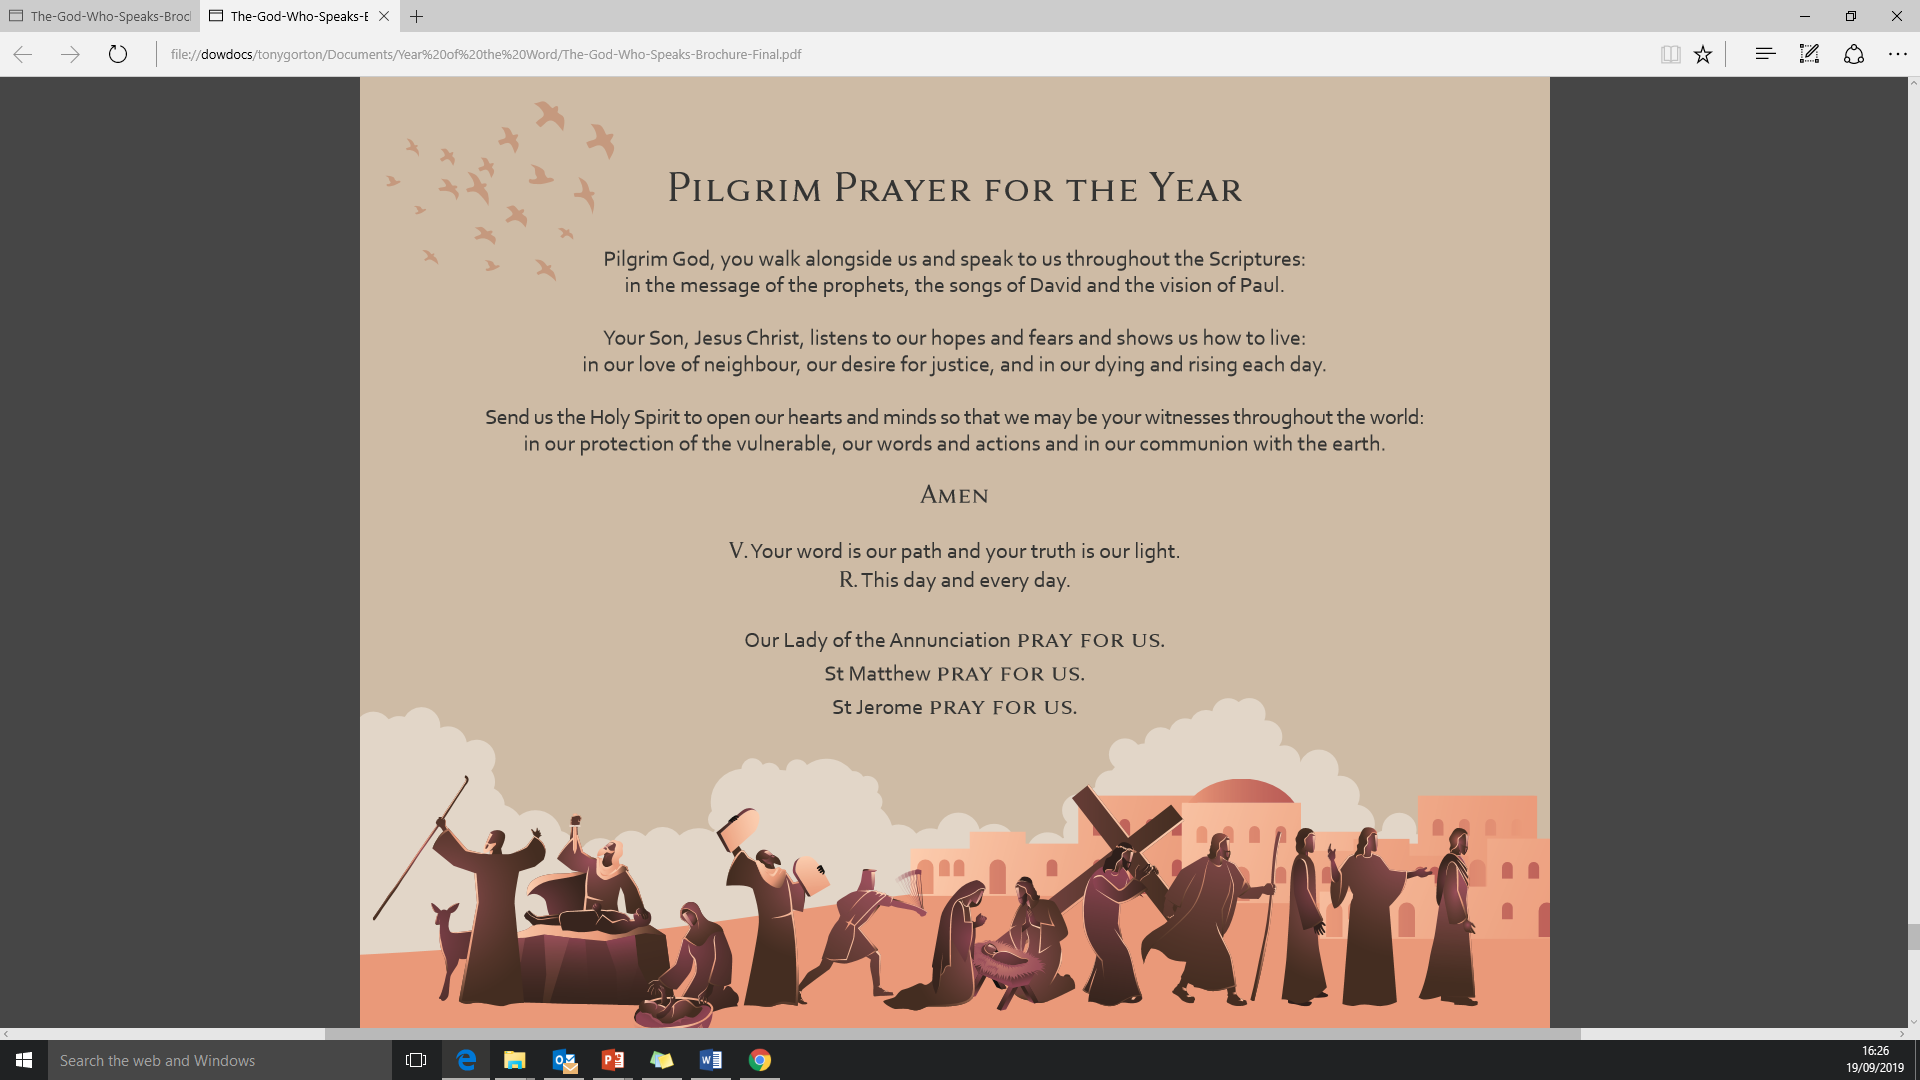 The-God-Who-Speaks-Broc
The-God-Who-Speaks-B
file://dowdocs/tonygorton/Documents/Year%20of%20the%20Word/The-God-Who-Speaks-Brochure-Final.pdf
Pilgrim Prayer for the Year
Pilgrim God, you walk alongside us and speak to us throughout the Scriptures:
in the message of the prophets, the songs of David and the vision of Paul.
Your Son, Jesus Christ, listens to our hopes and fears and shows us how to live:
in our love of neighbour, our desire for justice, and in our dying and rising each day.
Send us the Holy Spirit to open our hearts and minds so that we may be your witnesses throughout the world:
in our protection of the vulnerable, our words and actions and in our communion with the earth.
Amen
V. Your word is our path and your truth is our light.
R. This day and every day.
Our Lady of the Annunciation PRAY FOR US.
St Matthew PRAY FOR US.
St Jerome PRAY FOR US.
Search the web and Windows
16:26
19/09/2019